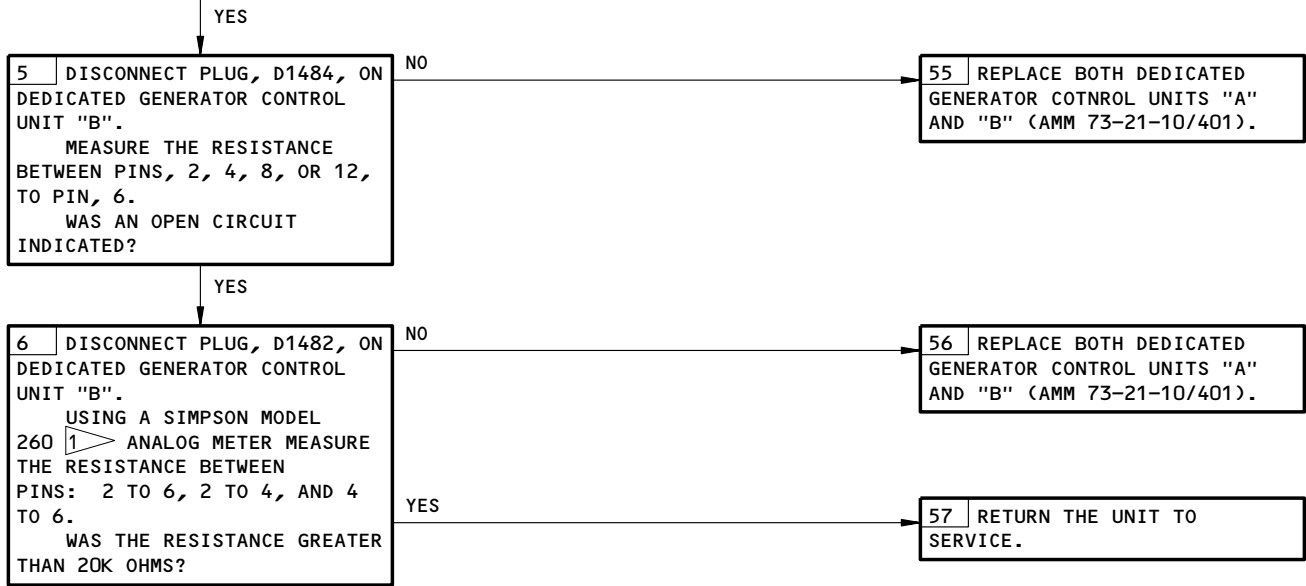 YES
5 DISCONNECT PLUG, D1484, ON
DEDICATED GENERATOR CONTROL
UNIT "B".
MEASURE THE RESISTANCE
BETWEEN PINS, 2, 4, 8, OR 12,
TO PIN, 6.
WAS AN OPEN CIRCUIT
INDICATED?
NO
55 REPLACE BOTH DEDICATED
GENERATOR COTNROL UNITS "A"
AND "B" (AMM 73-21-10/401).
YES
6 DISCONNECT PLUG, D1482, ON
DEDICATED GENERATOR CONTROL
UNIT "B".
USING A SIMPSON MODEL
260 1 ANALOG METER MEASURE
THE RESISTANCE BETWEEN
PINS: 2 TO 6, 2 TO 4, AND 4
TO 6.
WAS THE RESISTANCE GREATER
THAN 20K OHMS?
NO
56 REPLACE BOTH DEDICATED
GENERATOR CONTROL UNITS "A"
AND "B" (AMM 73-21-10/401).
YES
57 RETURN THE UNIT TO
SERVICE.